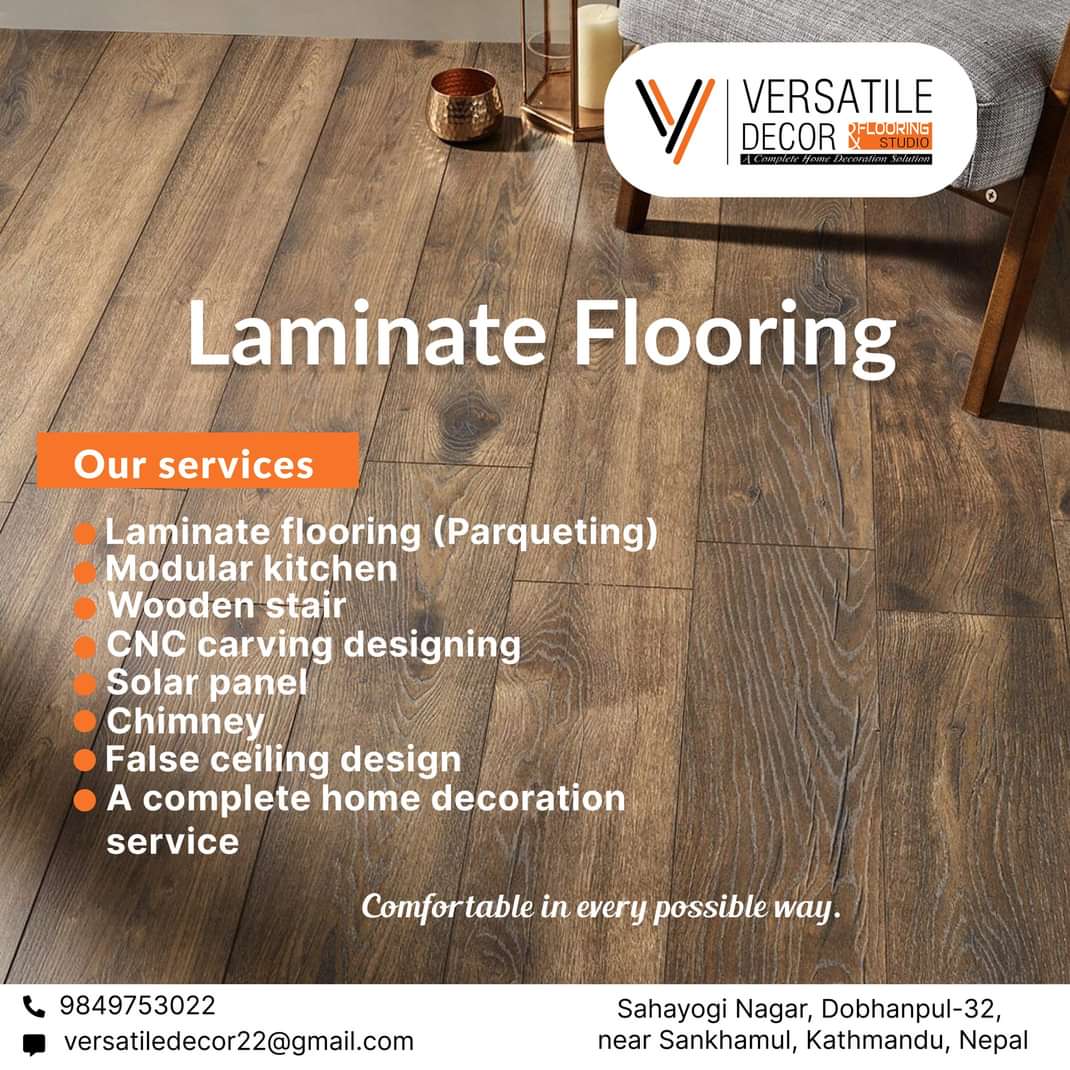 VERSATILE
DECOR & FLOORING
STUDIO
A Complete Home Decoration Solution
Laminate Flooring
Our services
Laminate flooring (Parqueting)
Modular kitchen
Wooden stair
CNC carving designing
Solar panel
Chimney
False ceiling design
A complete home decoration
service
Comfortable in every possible way.
9849753022
versatiledecor22@gmail.com
Sahayogi Nagar, Dobhanpul-32,
near Sankhamul, Kathmandu, Nepal